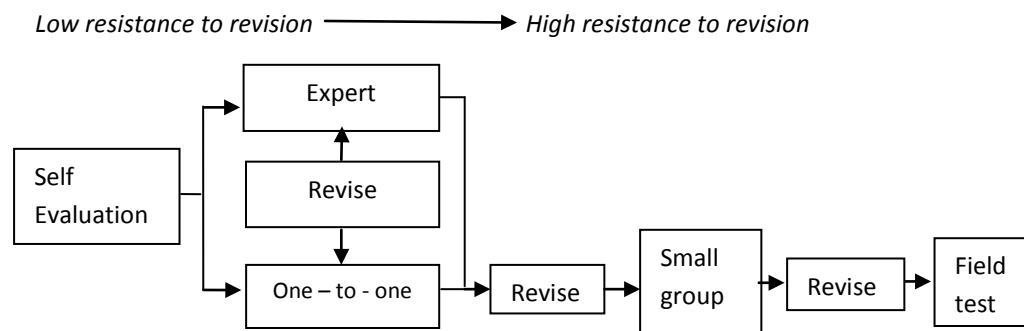 Low resistance to revision
High resistance to revision
Self
Evaluation
Expert
Revise
One – to - one
Revise
Small
group
Revise
Field
test